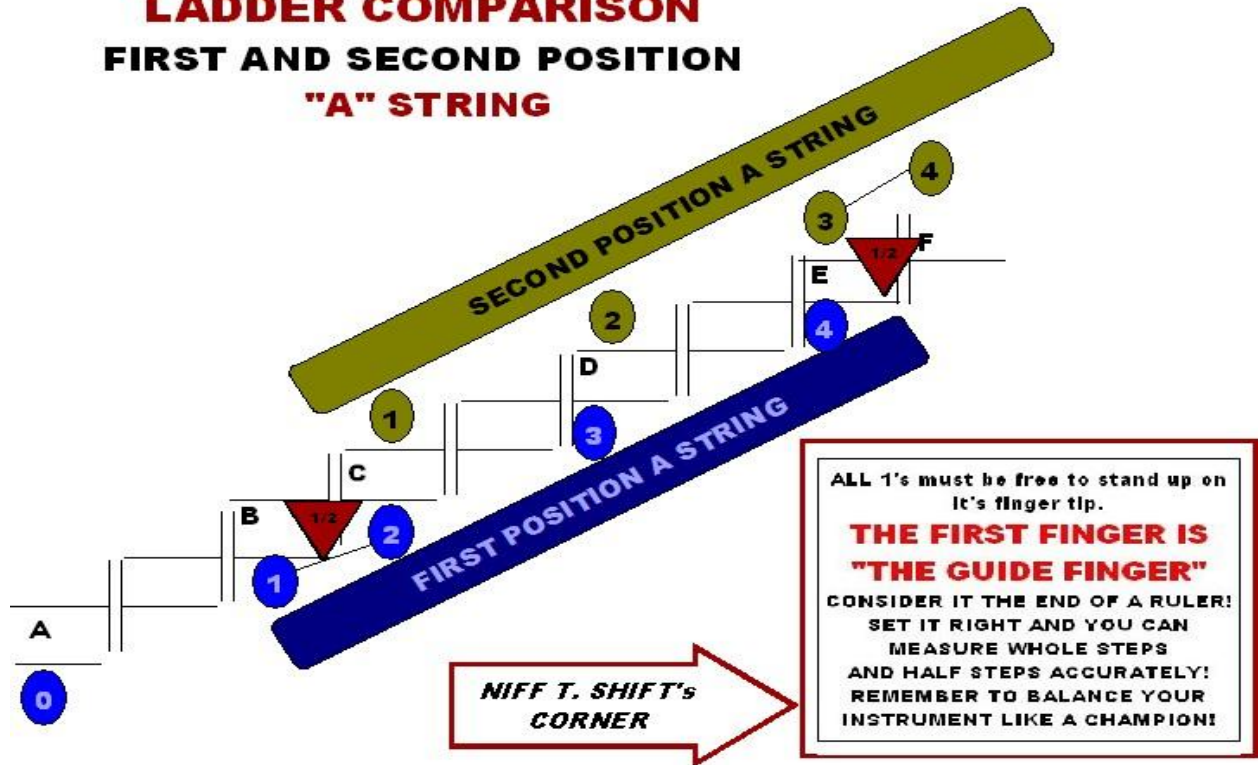 LADDER COMPARISON
FIRST AND SECOND POSITION
"A" STRING
SECOND POSITION A STRING
4
3
1/2
F
E
4
2
D
1
3
C
B
1/2
2
1
FIRST POSITION A STRING
A
0
NIFF T. SHIFT's
CORNER
ALL 1's must be free to stand up on
it's finger tip.
THE FIRST FINGER IS
"THE GUIDE FINGER"
CONSIDER IT THE END OF A RULER!
SET IT RIGHT AND YOU CAN
MEASURE WHOLE STEPS
AND HALF STEPS ACCURATELY!
REMEMBER TO BALANCE YOUR
INSTRUMENT LIKE A CHAMPION!